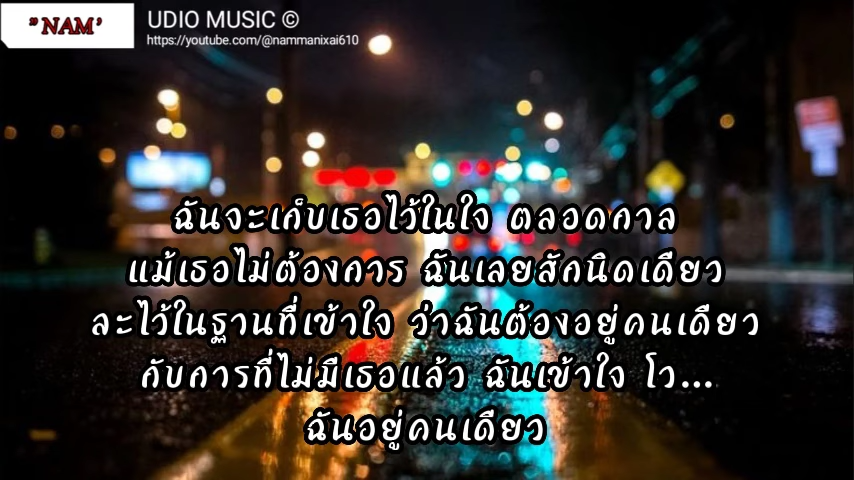 "NAM'
UDIO MUSIC ©
https://youtube.com/@nammanixai610
ฉันจะเก็บเธอไว้ในใจ ตลอดกาล
แม้เธอไม่ต้องการ ฉันเลยสักนิดเดียว
ละไว้ในฐานที่เข้าใจ ว่าฉันต้องอยู่คนเดียว
กับการที่ไม่มีเธอแล้ว ฉันเข้าใจ โว...
ฉันอยู่คนเดียว